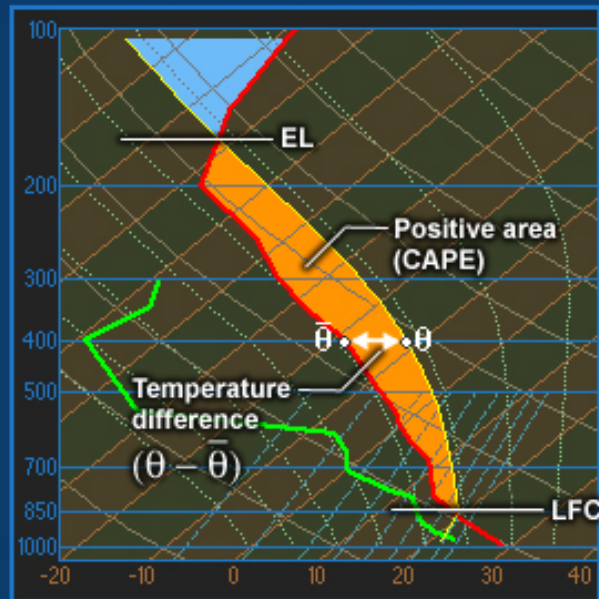 100
EL
200
Positive area
(CAPE)
300
θ̅ θ
400
Temperature
difference
(θ − θ̅)
500
700
850
LFC
1000
-20 -10 0 10 20 30 40